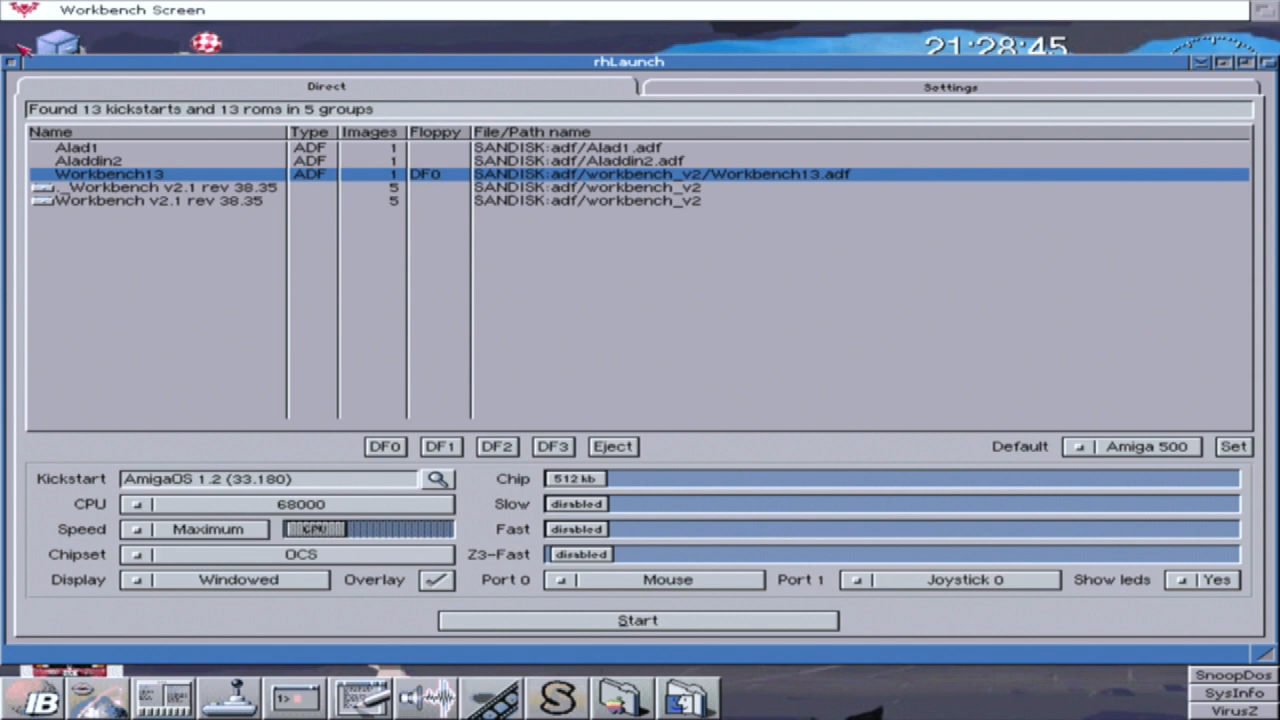 Workbench Screen
21:28:45
rhLaunch
Direct Settings
Found 13 kickstarts and 13 roms in 5 groups
Name Type Images Floppy File/Path name
Alad1 ADF 1 SANDISK:adf/Alad1.adf
Aladdin2 ADF 1 SANDISK:adf/Aladdin2.adf
Workbench13 ADF 1 DF0 SANDISK:adf/workbench_v2/Workbench13.adf
._Workbench v2.1 rev 38.35 5 SANDISK:adf/workbench_v2
Workbench v2.1 rev 38.35 5 SANDISK:adf/workbench_v2
DF0 DF1 DF2 DF3 Eject Default Amiga 500 Set
Kickstart AmigaOS 1.2 (33.180) Chip 512 kb
CPU 68000 Slow disabled
Speed Maximum CPU Fast disabled
Chipset OCS Z3-Fast disabled
Display Windowed Overlay Port 0 Mouse Port 1 Joystick 0 Show leds Yes
Start
SnoopDos
SysInfo
VirusZ
IB
1>
S